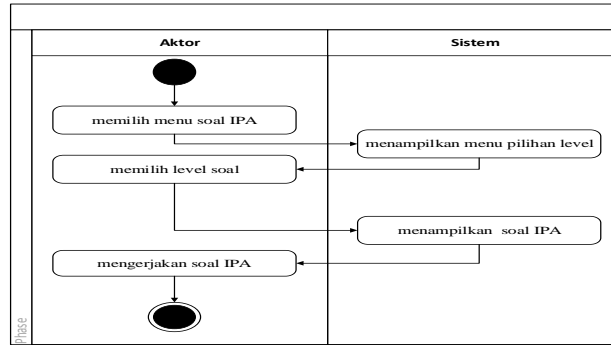 Aktor
Sistem
memilih menu soal IPA
menampilkan menu pilihan level
memilih level soal
menampilkan soal IPA
mengerjakan soal IPA
Phase